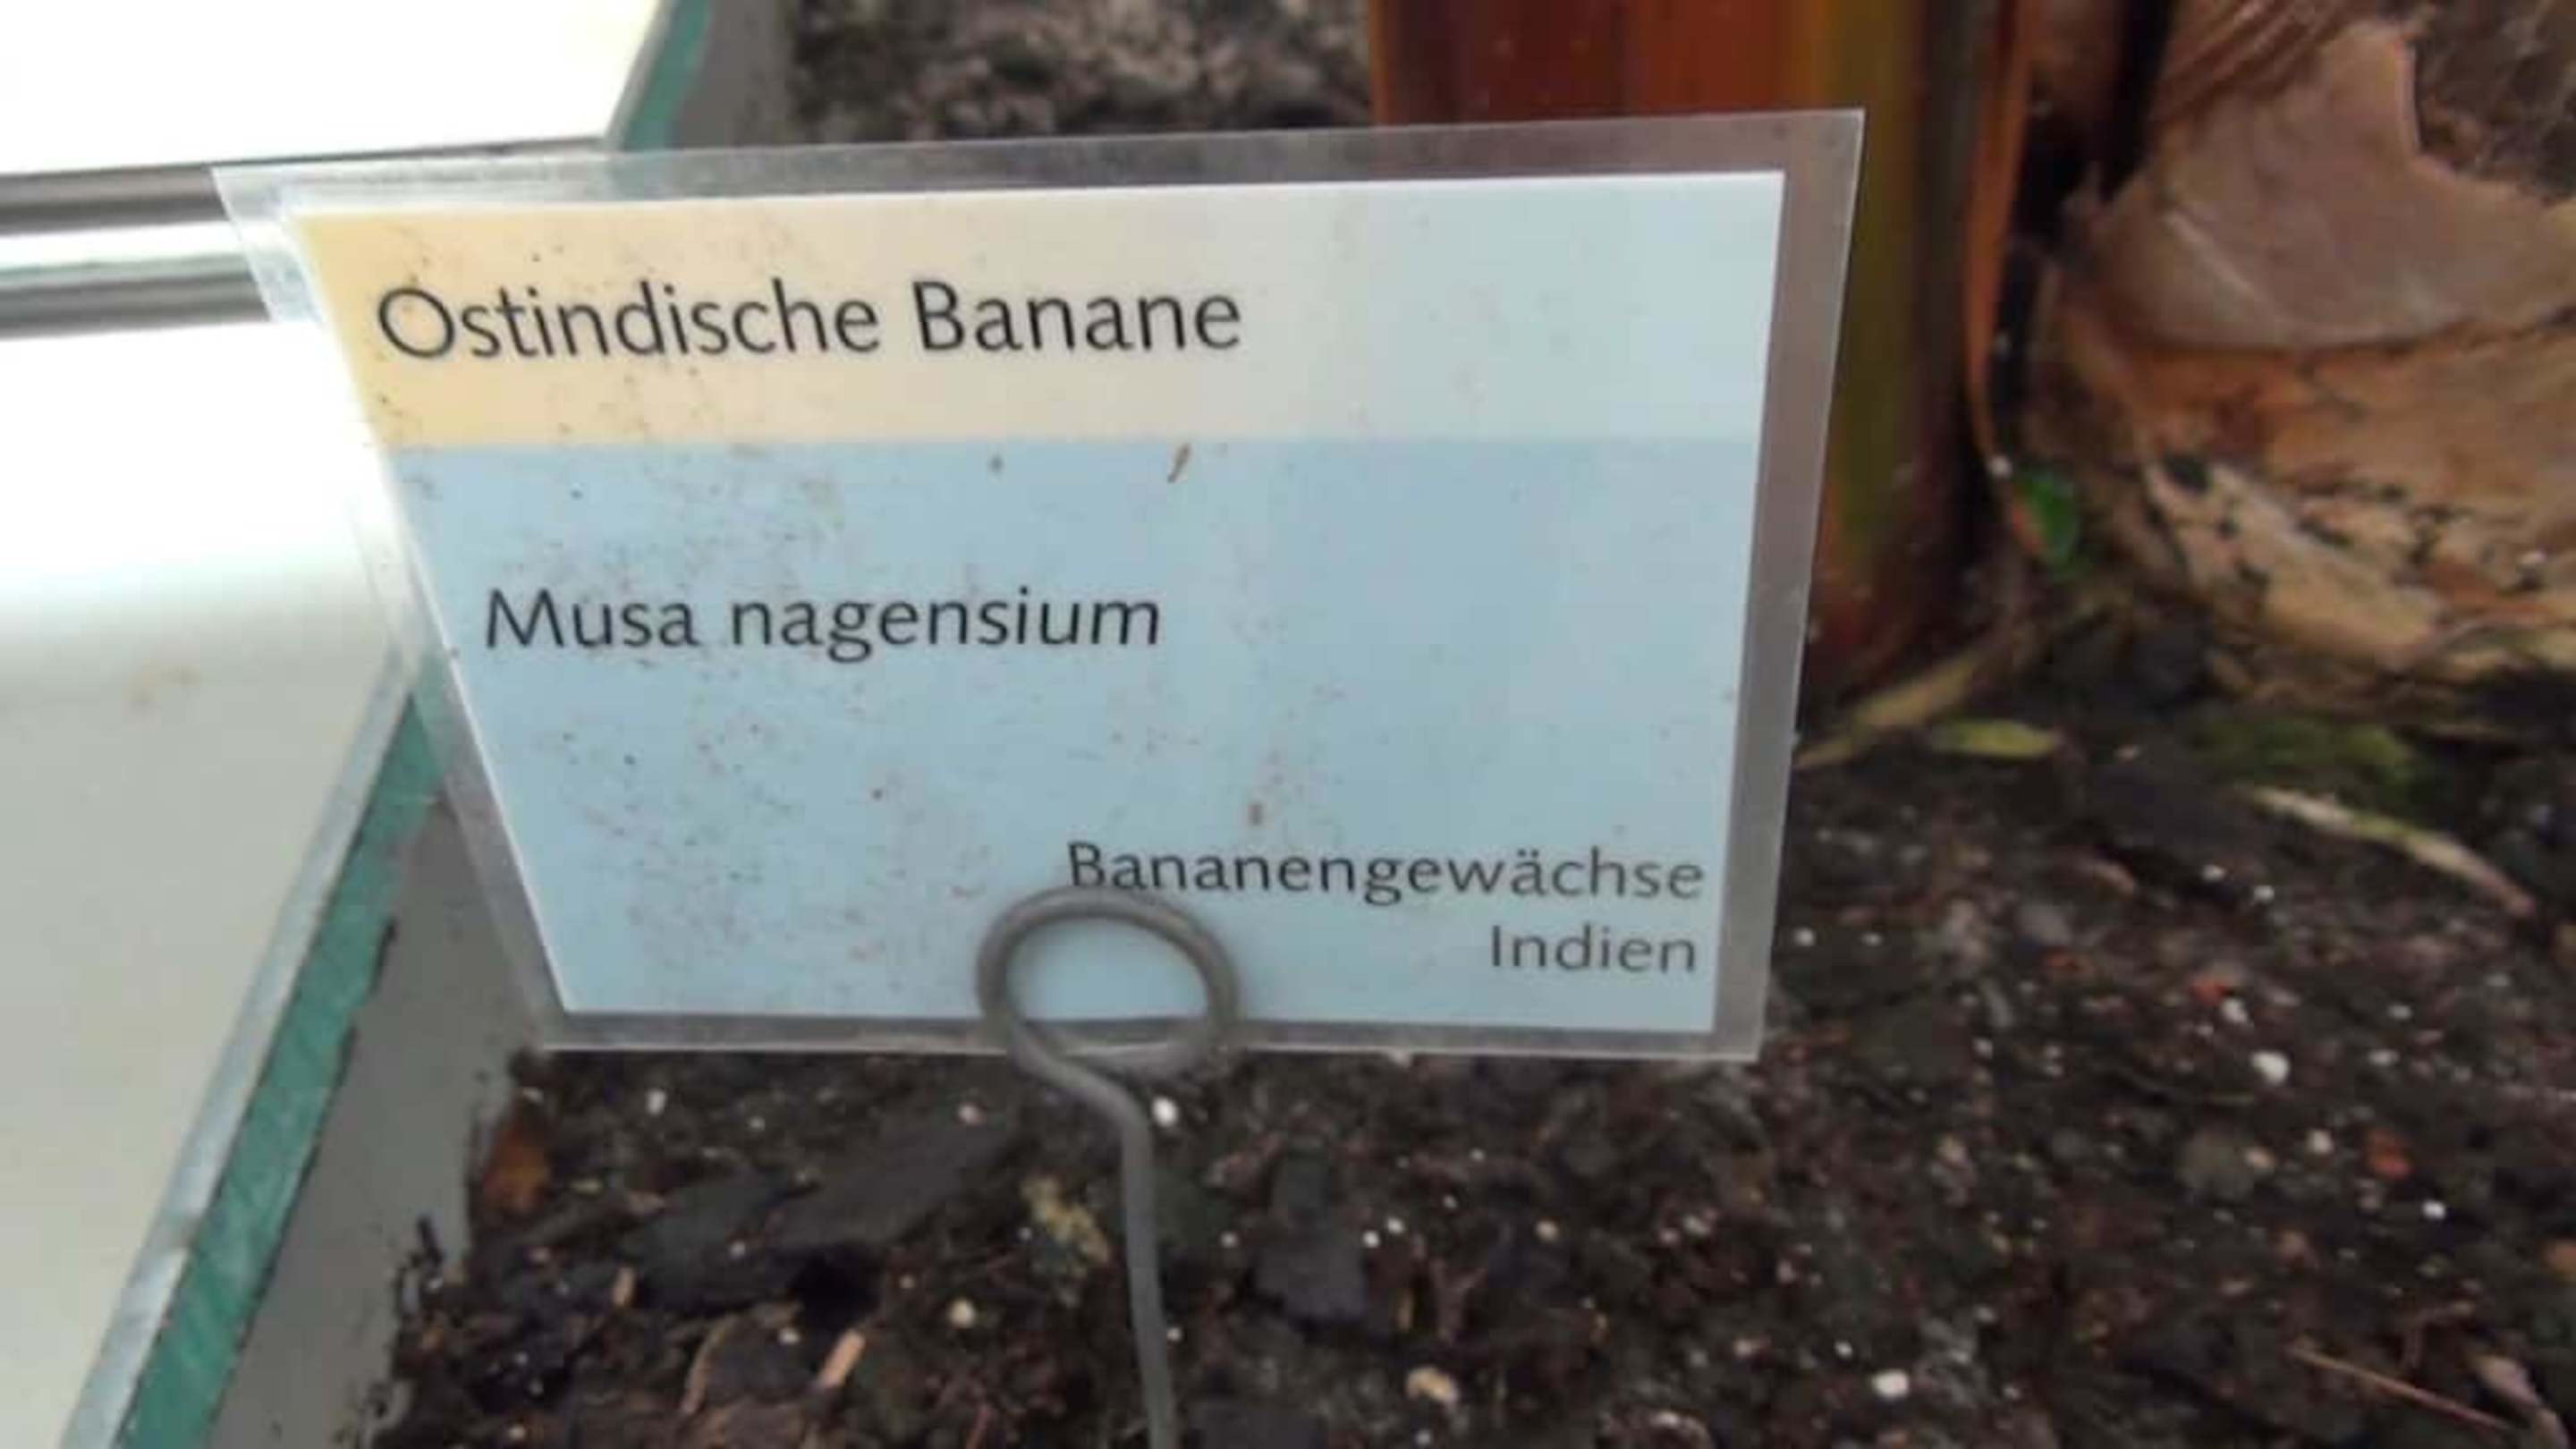 Ostindische Banane
Musa nagensium
Bananengewächse
Indien